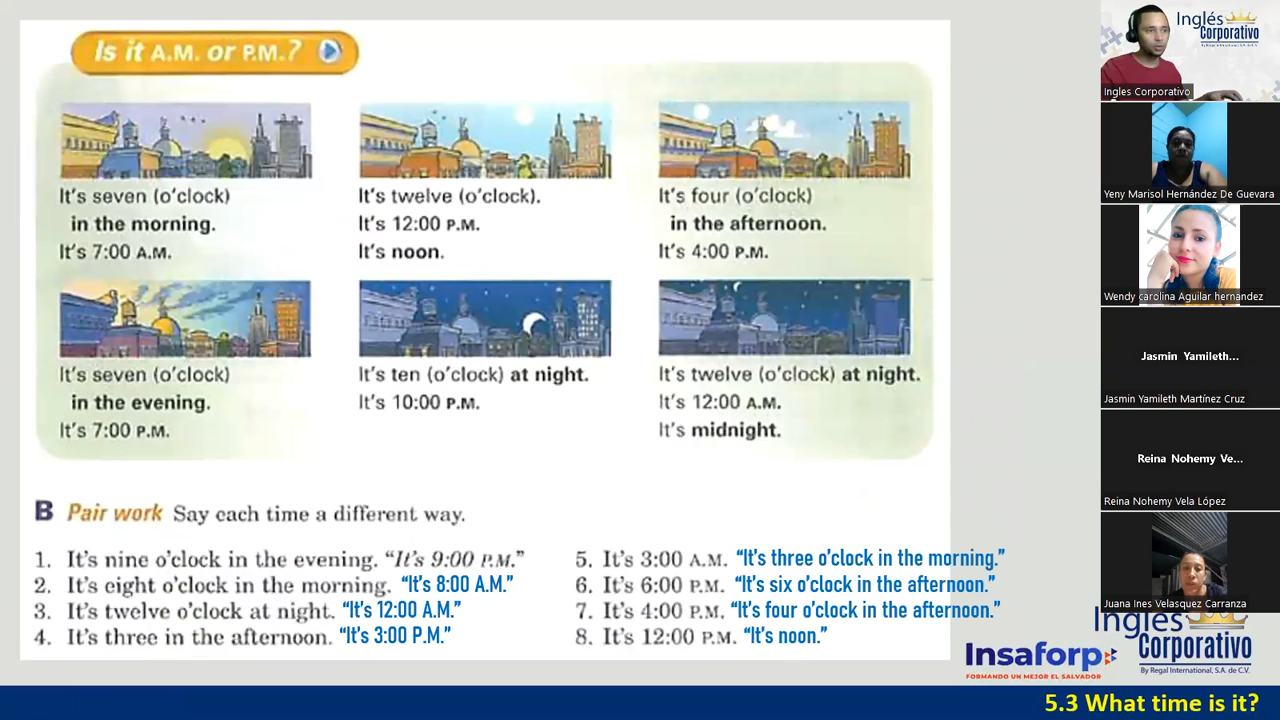 Is it A.M. or P.M.?
It's seven (o'clock)
in the morning.
It's 7:00 A.M.
It's twelve (o'clock).
It's 12:00 P.M.
It's noon.
It's four (o'clock)
in the afternoon.
It's 4:00 P.M.
It's seven (o'clock)
in the evening.
It's 7:00 P.M.
It's ten (o'clock) at night.
It's 10:00 P.M.
It's twelve (o'clock) at night.
It's 12:00 A.M.
It's midnight.
B Pair work Say each time a different way.
1. It's nine o'clock in the evening. "It's 9:00 P.M."
2. It's eight o'clock in the morning. "It's 8:00 A.M."
3. It's twelve o'clock at night. "It's 12:00 A.M."
4. It's three in the afternoon. "It's 3:00 P.M."
5. It's 3:00 A.M. "It's three o'clock in the morning."
6. It's 6:00 P.M. "It's six o'clock in the afternoon."
7. It's 4:00 P.M. "It's four o'clock in the afternoon."
8. It's 12:00 P.M. "It's noon."
Inglés
Corporativo
By Regal International, S.A. de C.V.
Ingles Corporativo
Yeny Marisol Hernández De Guevara
Wendy carolina Aguilar hernandez
Jasmin Yamileth...
Jasmin Yamileth Martínez Cruz
Reina Nohemy Ve...
Reina Nohemy Vela López
Juana Ines Velasquez Carranza
Inglés
Corporativo
By Regal International, S.A. de C.V.
Insaforp
FORMANDO UN MEJOR EL SALVADOR
5.3 What time is it?